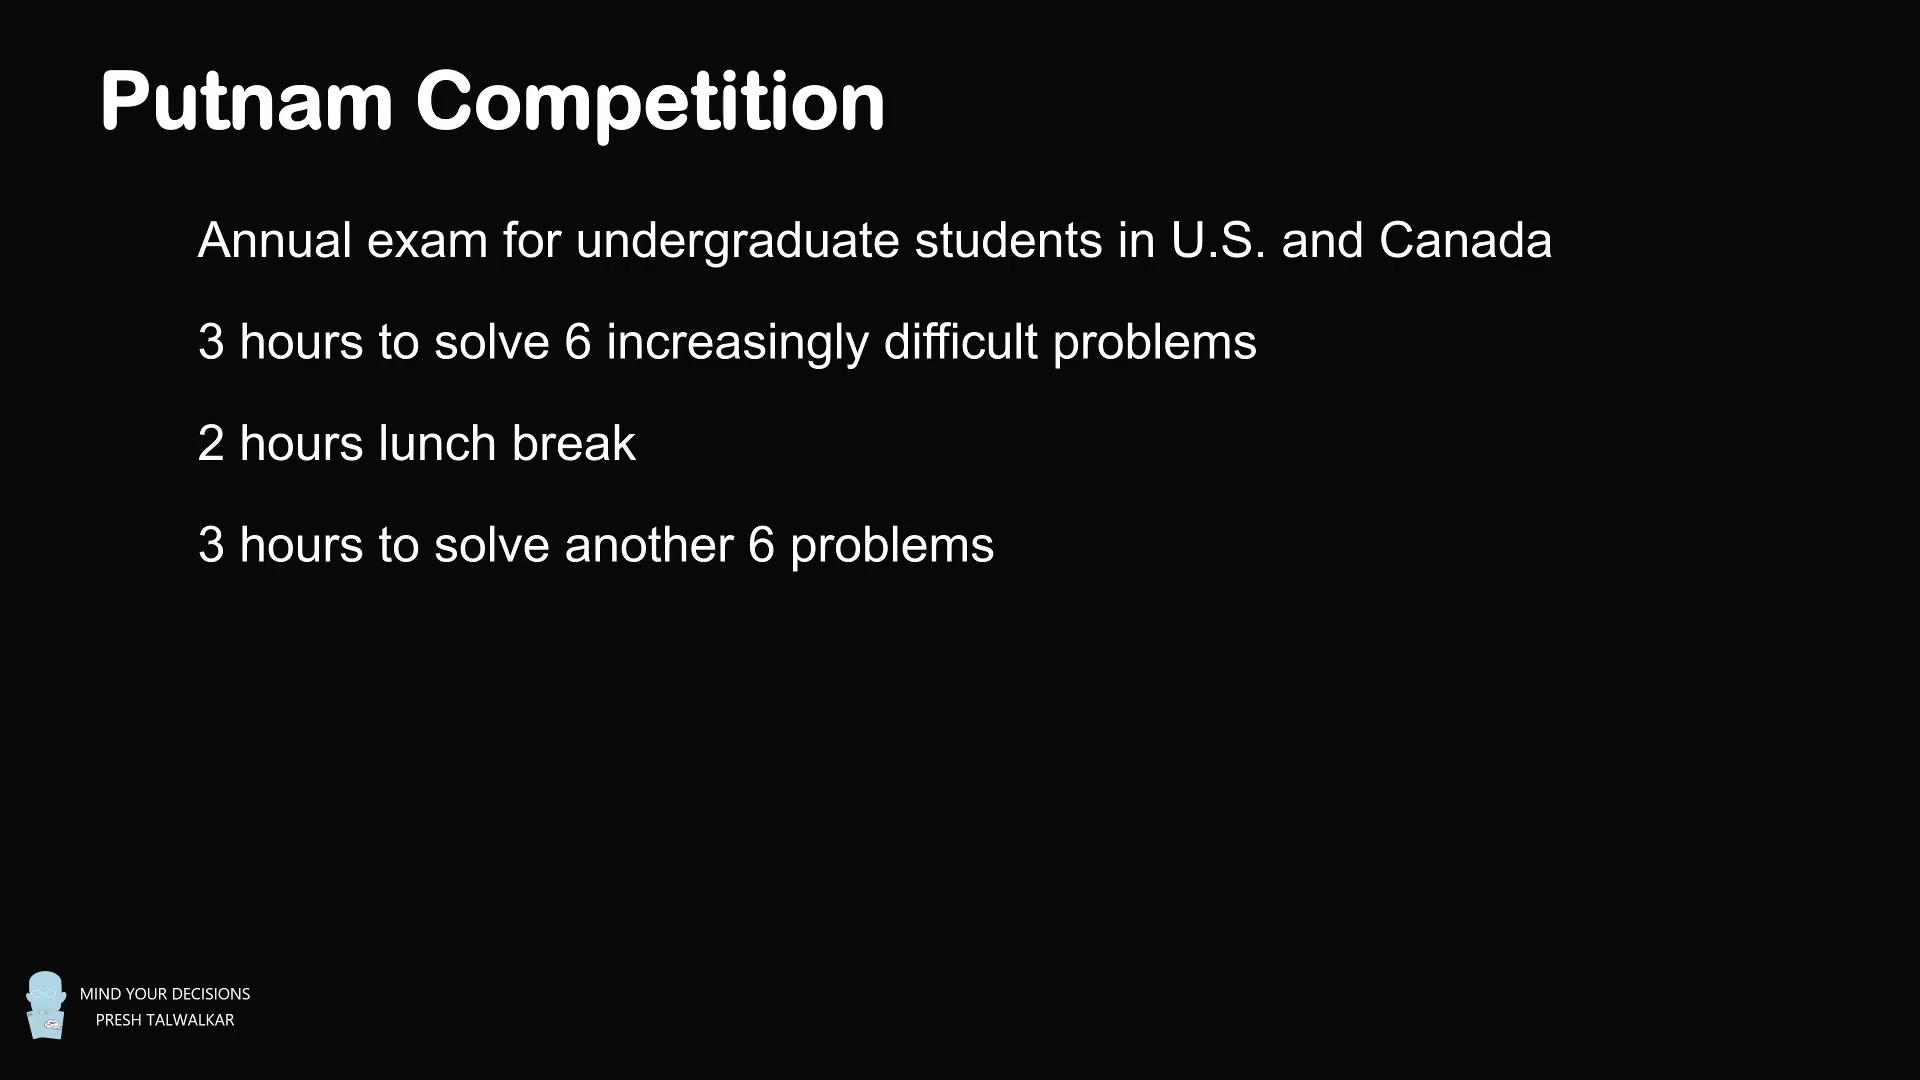 Putnam Competition
Annual exam for undergraduate students in U.S. and Canada
3 hours to solve 6 increasingly difficult problems
2 hours lunch break
3 hours to solve another 6 problems
MIND YOUR DECISIONS
PRESH TALWALKAR